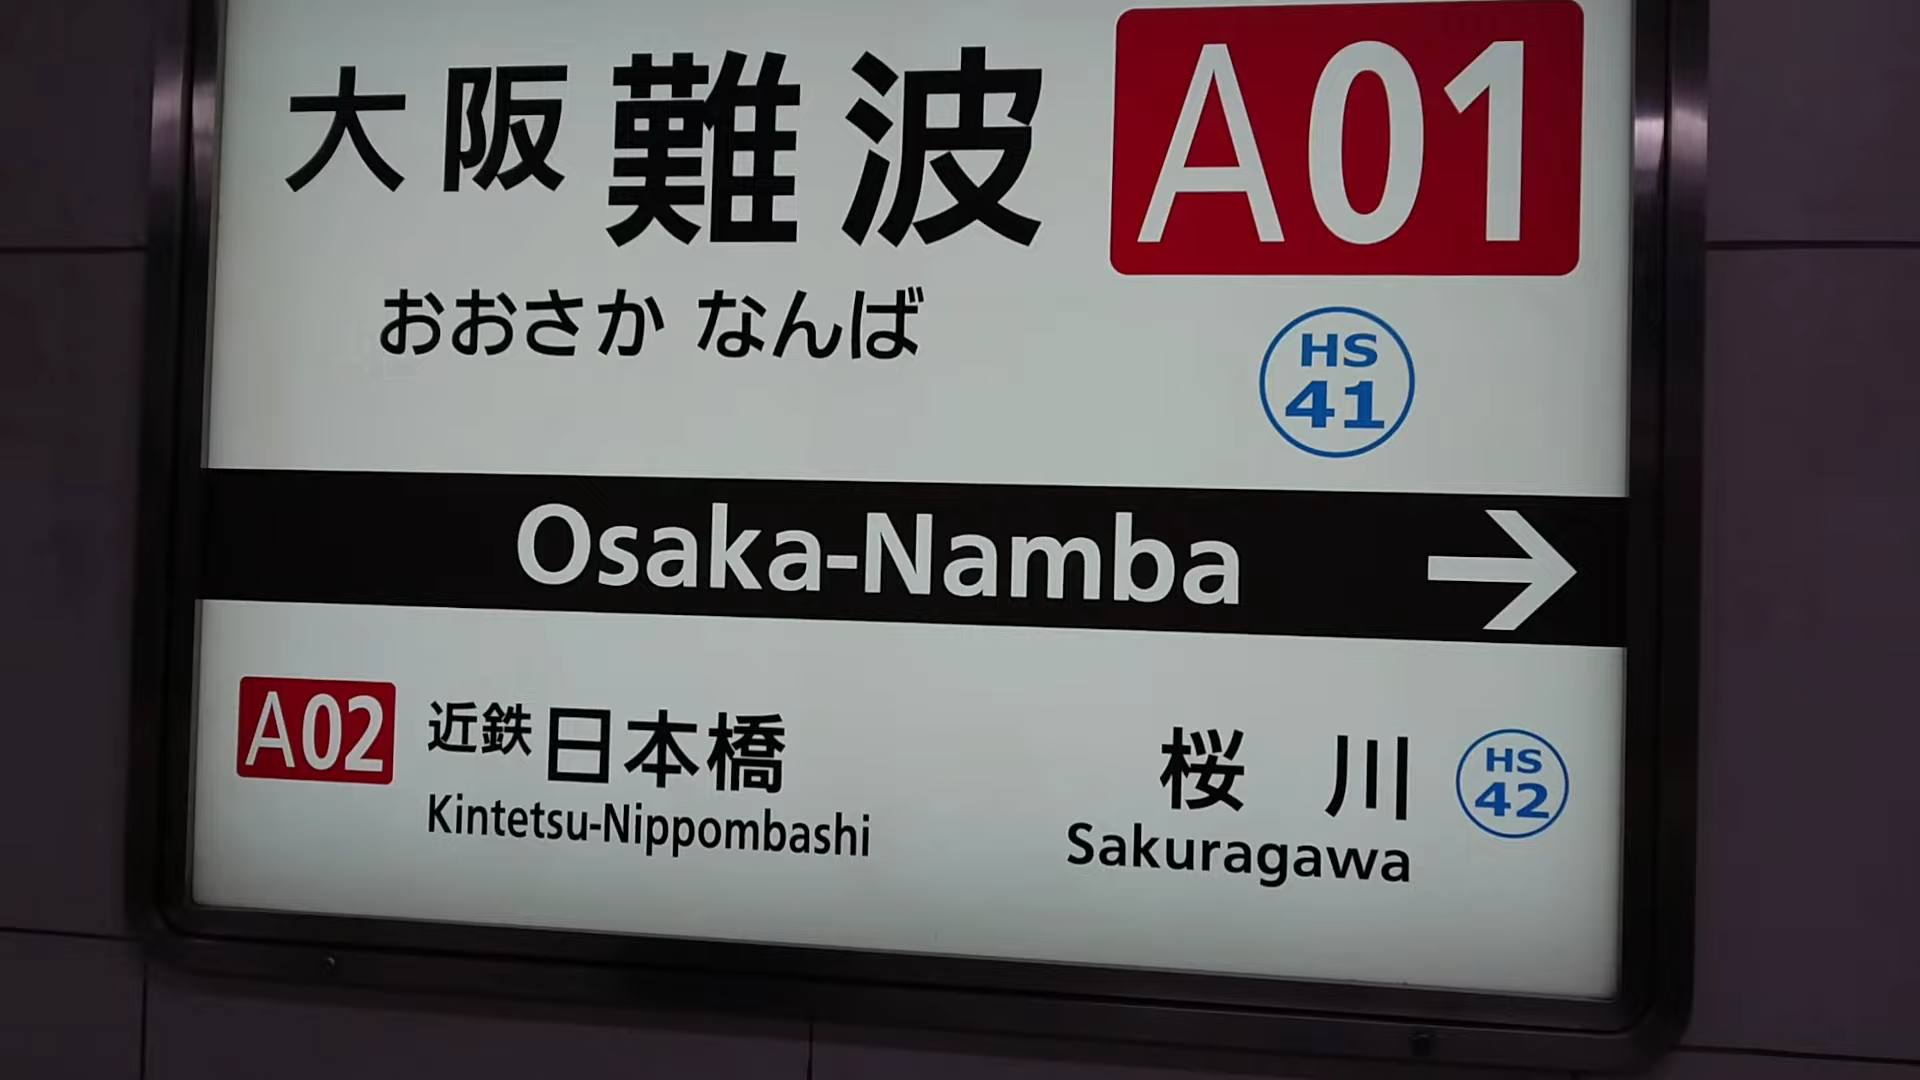 大阪難波 A01
おおさか なんば
HS
41
Osaka-Namba →
A02 近鉄日本橋
Kintetsu-Nippombashi
桜川 HS
42
Sakuragawa